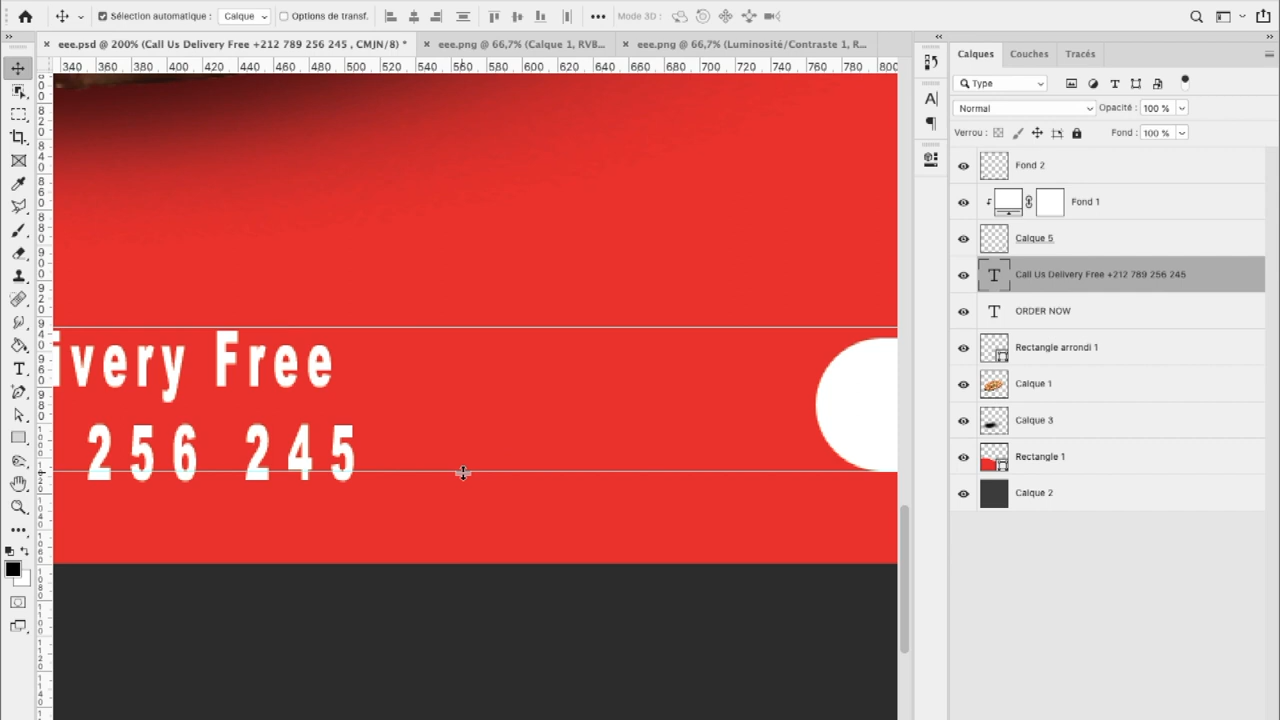 Sélection automatique : Calque Options de transf. Mode 3D :
eee.psd @ 200% (Call Us Delivery Free +212 789 256 245 , CMJN/8) * eee.png @ 66,7% (Calque 1, RVB... eee.png @ 66,7% (Luminosité/Contraste 1, R...
340 360 380 400 420 440 460 480 500 520 540 560 580 600 620 640 660 680 700 720 740 760 780 800
Calques Couches Tracés
Type
Normal Opacité : 100 %
Verrou : Fond : 100 %
Fond 2
Fond 1
Calque 5
Call Us Delivery Free +212 789 256 245
ORDER NOW
Rectangle arrondi 1
Calque 1
Calque 3
Rectangle 1
Calque 2
ivery Free
256 245